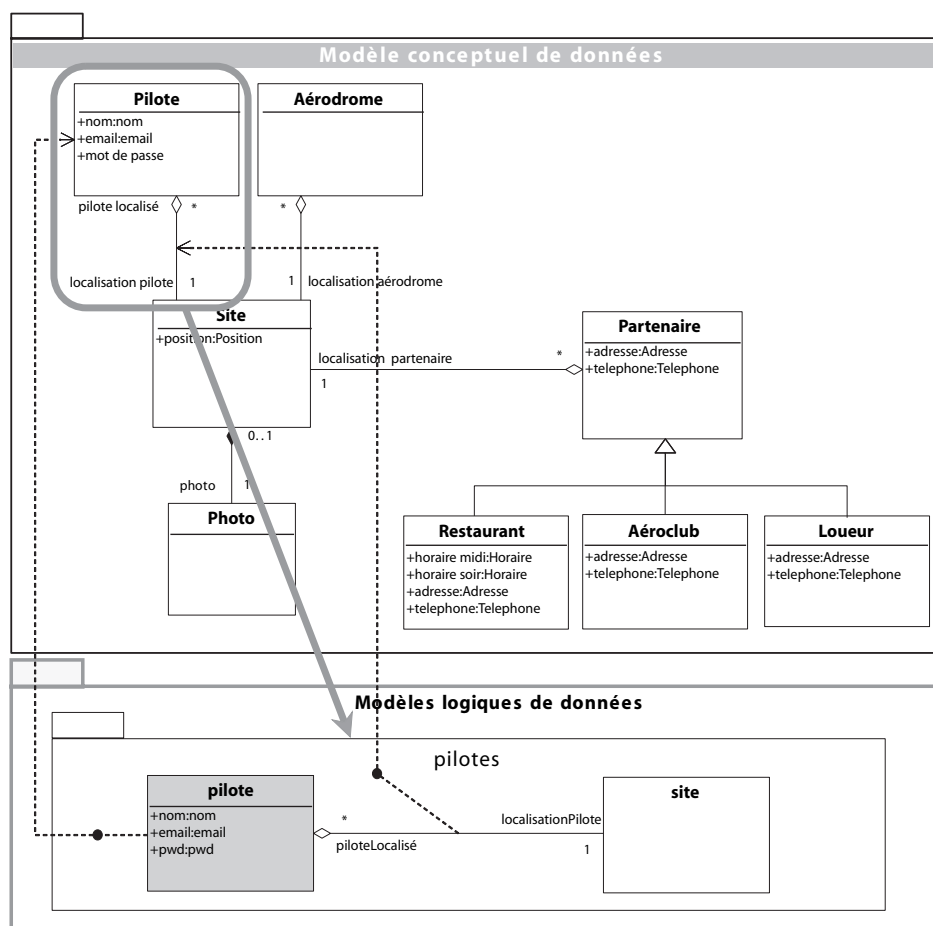 Modèle conceptuel de données
Pilote
+nom:nom
+email:email
+mot de passe
Aérodrome
pilote localisé
*
*
localisation pilote
1
1
localisation aérodrome
Site
+position:Position
localisation partenaire
1
*
Partenaire
+adresse:Adresse
+telephone:Telephone
0..1
photo
1
Photo
Restaurant
+horaire midi:Horaire
+horaire soir:Horaire
+adresse:Adresse
+telephone:Telephone
Aéroclub
+adresse:Adresse
+telephone:Telephone
Loueur
+adresse:Adresse
+telephone:Telephone
Modèles logiques de données
pilotes
pilote
+nom:nom
+email:email
+pwd:pwd
*
piloteLocalisé
localisationPilote
1
site